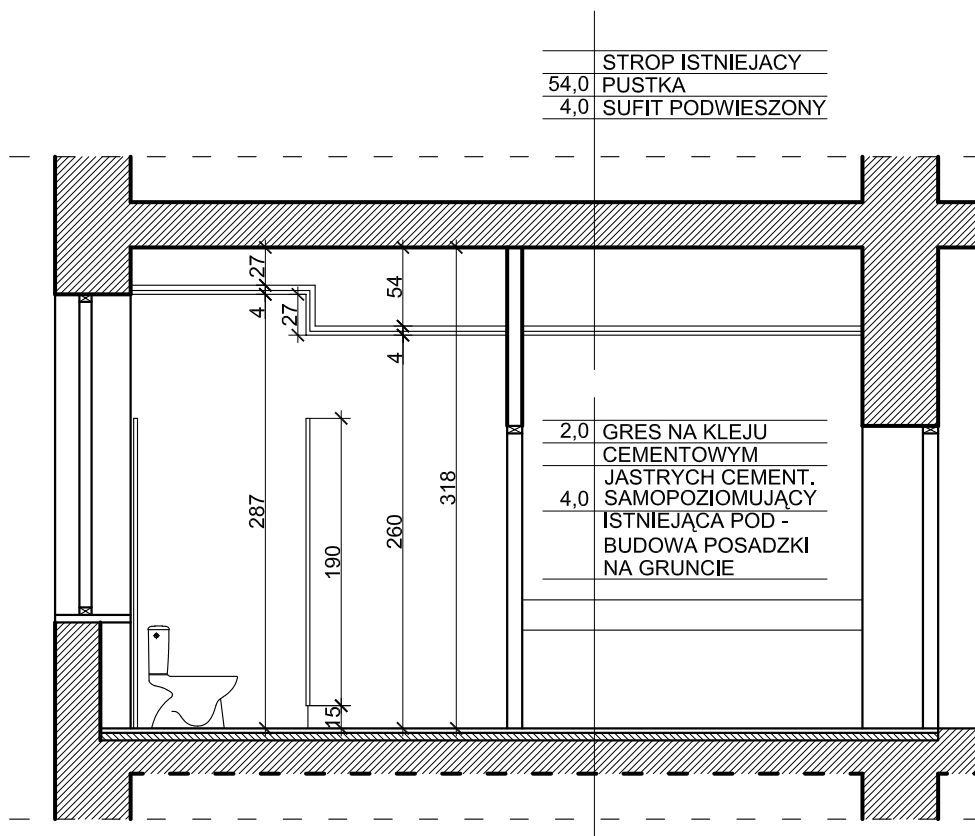 STROP ISTNIEJACY
54,0 PUSTKA
4,0 SUFIT PODWIESZONY
27
54
4
27
4
2,0 GRES NA KLEJU
CEMENTOWYM
JASTRYCH CEMENT.
4,0 SAMOPOZIOMUJĄCY
ISTNIEJĄCA POD -
BUDOWA POSADZKI
NA GRUNCIE
287
190
260
318
15